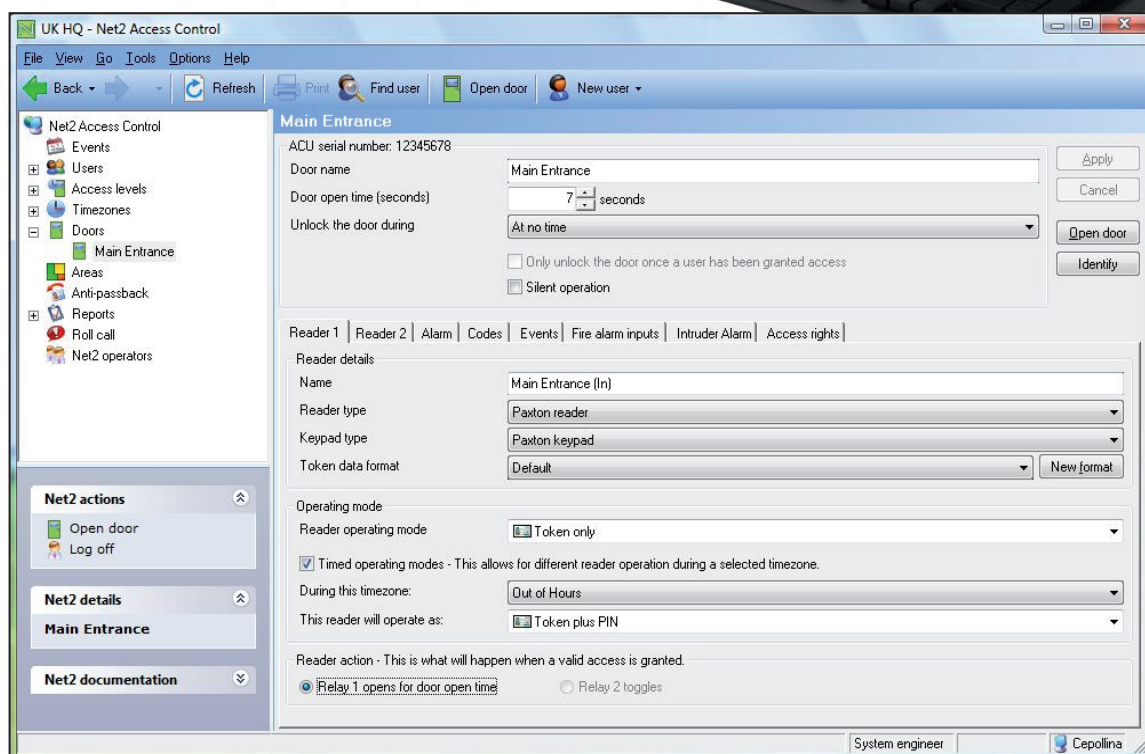 UK HQ - Net2 Access Control
File View Go Tools Options Help
Back Refresh Print Find user Open door New user
Net2 Access Control
Events
Users
Access levels
Timezones
Doors
Main Entrance
Areas
Anti-passback
Reports
Roll call
Net2 operators
Net2 actions
Open door
Log off
Net2 details
Main Entrance
Net2 documentation
Main Entrance
ACU serial number: 12345678
Door name Main Entrance
Door open time (seconds) 7 seconds
Unlock the door during At no time
Only unlock the door once a user has been granted access
Silent operation
Apply
Cancel
Open door
Identify
Reader 1 Reader 2 Alarm Codes Events Fire alarm inputs Intruder Alarm Access rights
Reader details
Name Main Entrance (In)
Reader type Paxton reader
Keypad type Paxton keypad
Token data format Default New format
Operating mode
Reader operating mode Token only
Timed operating modes - This allows for different reader operation during a selected timezone.
During this timezone: Out of Hours
This reader will operate as: Token plus PIN
Reader action - This is what will happen when a valid access is granted.
Relay 1 opens for door open time Relay 2 toggles
System engineer Cepollina